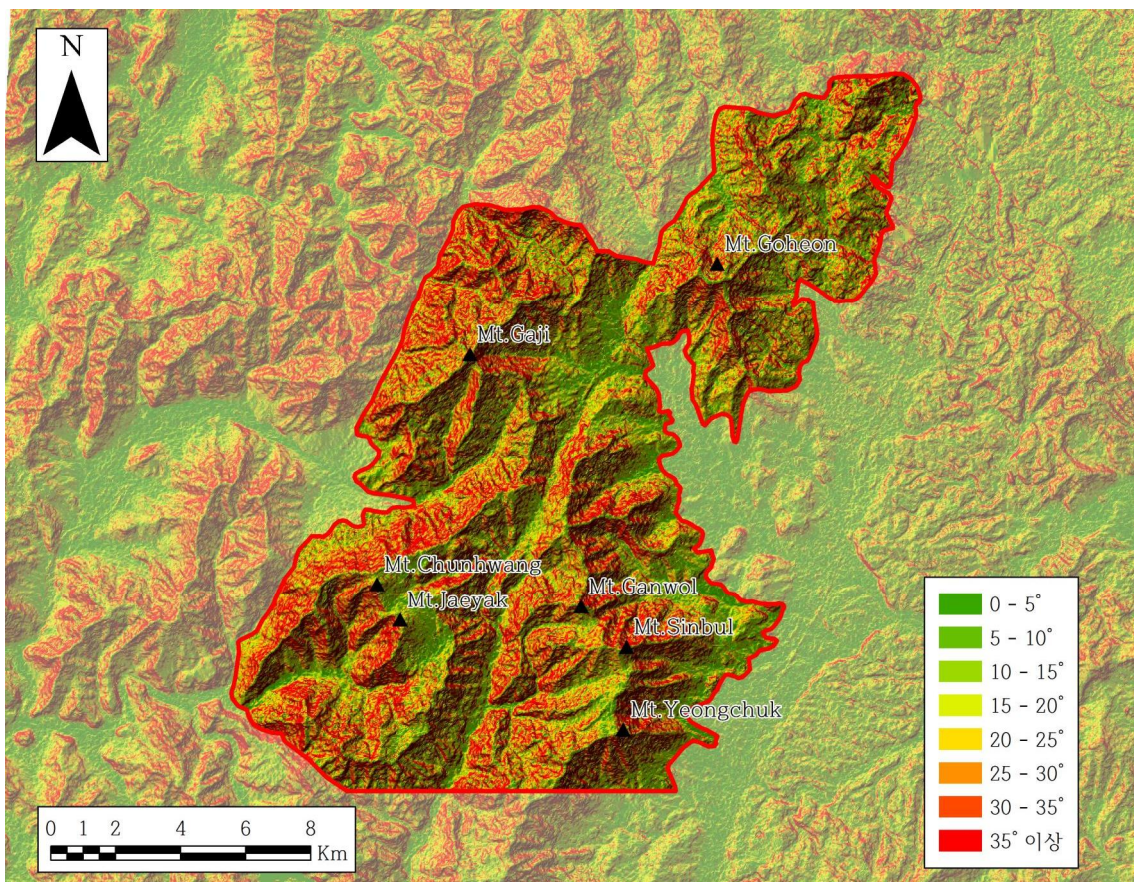 N
Mt.Goheon
Mt.Gaji
Mt.Chunhwang
Mt.Jaeyak
Mt.Ganwol
Mt.Sinbul
Mt.Yeongchuk
0 - 5˚
5 - 10˚
10 - 15˚
15 - 20˚
20 - 25˚
25 - 30˚
30 - 35˚
35˚ 이상
0 1 2 4 6 8
Km